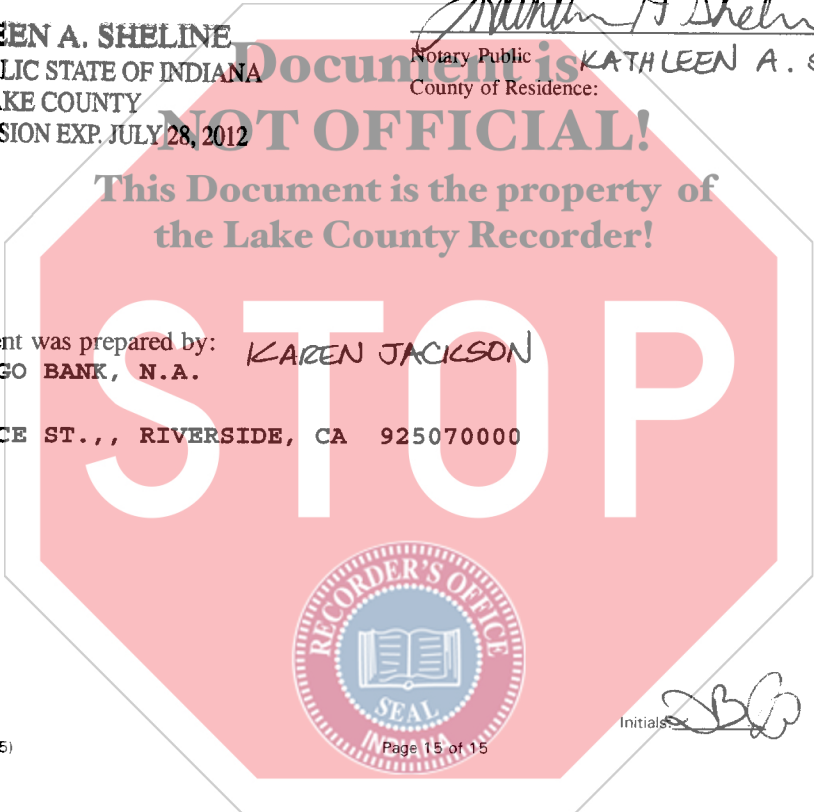 EEN A. SHELINE
LIC STATE OF INDIANA
KE COUNTY
SION EXP. JULY 28, 2012
A Sheln
Notary Public KATHLEEN A. S
County of Residence:
Document is
NOT OFFICIAL!
This Document is the property of
the Lake County Recorder!
STOP
nt was prepared by: KAREN JACKSON
GO BANK, N.A.
CE ST.,, RIVERSIDE, CA 925070000
RECORDER'S OFFICE
SEAL
INDIANA
Initials:
5)
Page 15 of 15